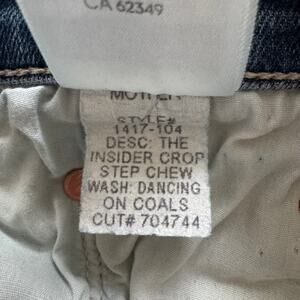 CA 62349
MOTHER
STYLE#
1417-104
DESC: THE
INSIDER CROP
STEP CHEW
WASH: DANCING
ON COALS
CUT# 704744